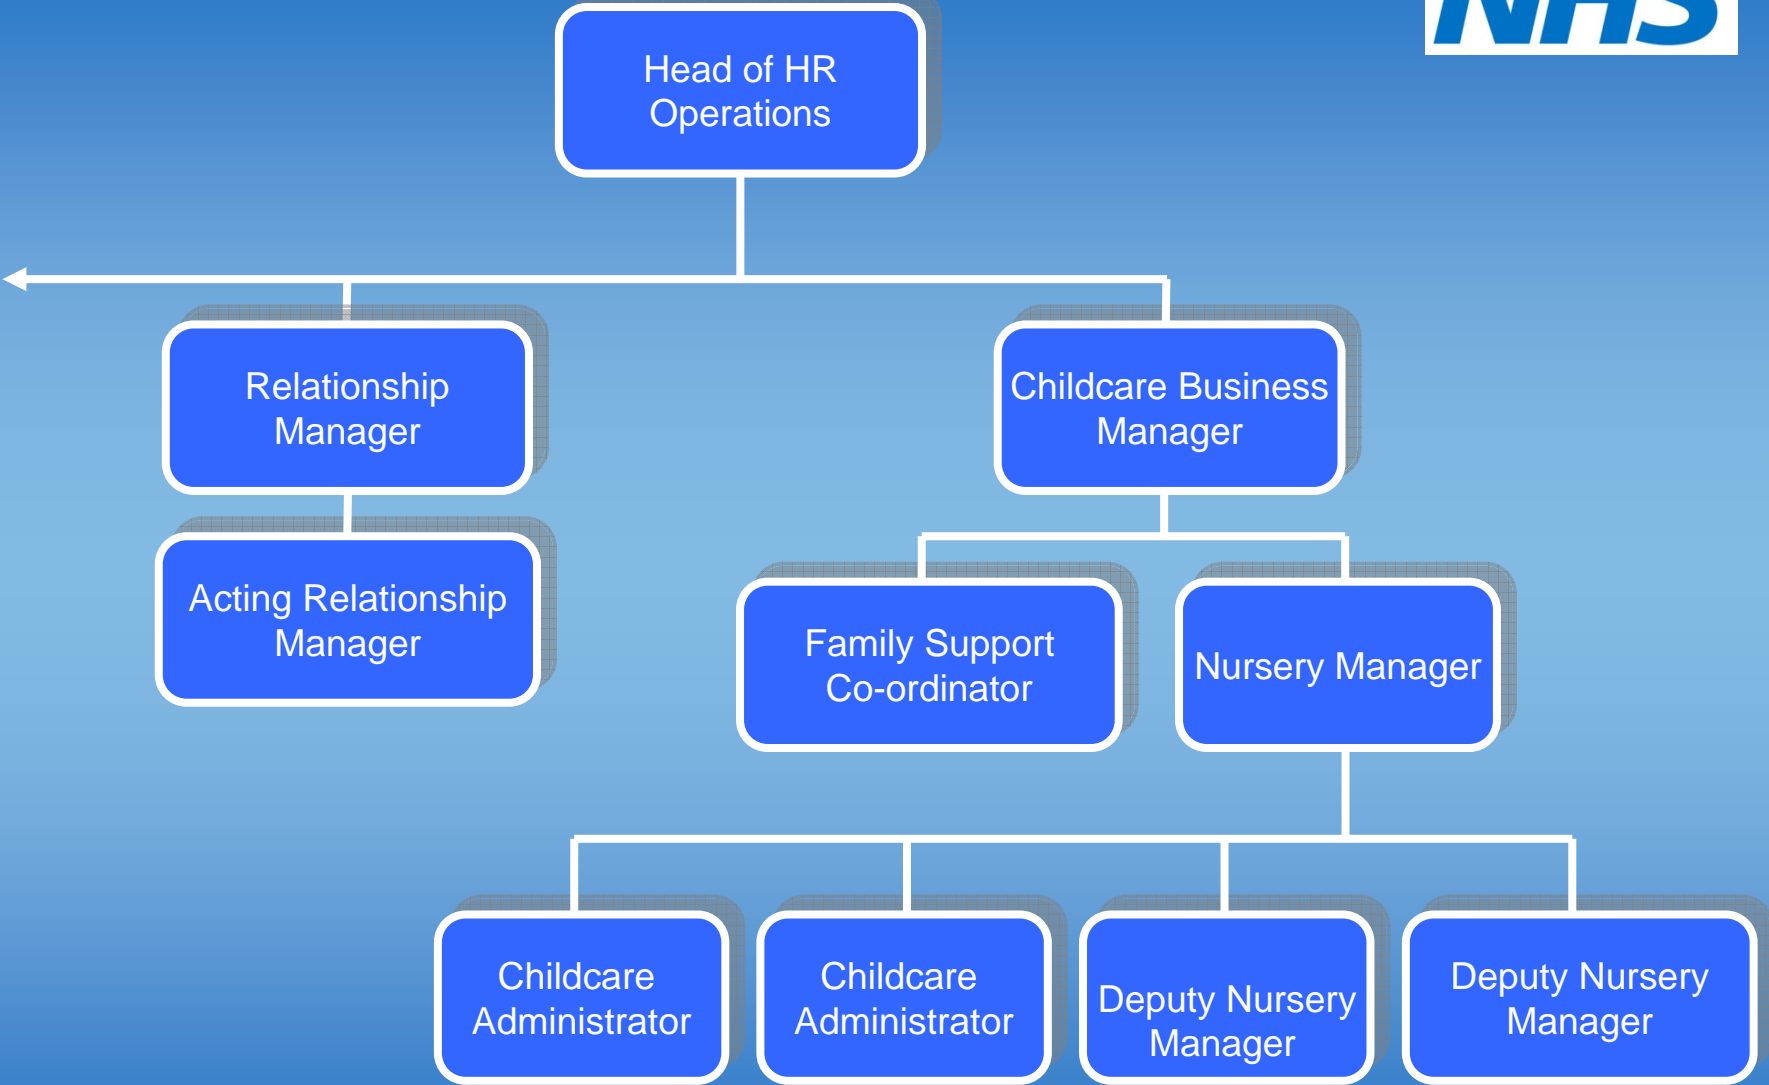 NHS
Head of HR
Operations
Relationship
Manager
Childcare Business
Manager
Acting Relationship
Manager
Family Support
Co-ordinator
Nursery Manager
Childcare
Administrator
Childcare
Administrator
Deputy Nursery
Manager
Deputy Nursery
Manager